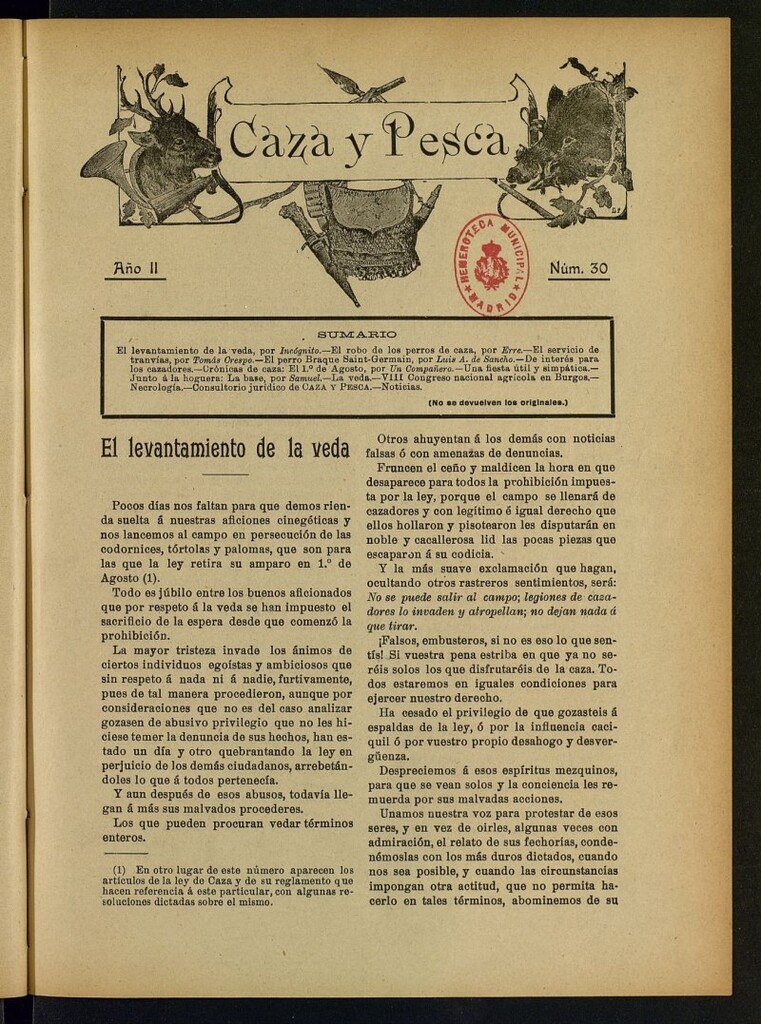 Caza y Pesca
Año II
HEMEROTECA MUNICIPAL
MADRID
Núm. 30
SUMARIO
El levantamiento de la veda, por Incógnito.—El robo de los perros de caza, por Erre.—El servicio de
tranvías, por Tomás Crespo.—El perro Braque Saint-Germain, por Luis A. de Sancho.—De interés para
los cazadores.—Crónicas de caza: El 1.º de Agosto, por Un Compañero.—Una fiesta útil y simpática.—
Junto á la hoguera: La base, por Samuel.—La veda.—VIII Congreso nacional agrícola en Burgos.—
Necrología.—Consultorio jurídico de CAZA Y PESCA.—Noticias.
(No se devuelven los originales.)
El levantamiento de la veda
Pocos días nos faltan para que demos rien-
da suelta á nuestras aficiones cinegéticas y
nos lancemos al campo en persecución de las
codornices, tórtolas y palomas, que son para
las que la ley retira su amparo en 1.º de
Agosto (1).
Todo es júbilo entre los buenos aficionados
que por respeto á la veda se han impuesto el
sacrificio de la espera desde que comenzó la
prohibición.
La mayor tristeza invade los ánimos de
ciertos individuos egoístas y ambiciosos que
sin respeto á nada ni á nadie, furtivamente,
pues de tal manera procedieron, aunque por
consideraciones que no es del caso analizar
gozasen de abusivo privilegio que no les hi-
ciese temer la denuncia de sus hechos, han es-
tado un día y otro quebrantando la ley en
perjuicio de los demás ciudadanos, arrebetán-
doles lo que á todos pertenecía.
Y aun después de esos abusos, todavía lle-
gan á más sus malvados procederes.
Los que pueden procuran vedar términos
enteros.
(1) En otro lugar de este número aparecen los
artículos de la ley de Caza y de su reglamento que
hacen referencia á este particular, con algunas re-
soluciones dictadas sobre el mismo.
Otros ahuyentan á los demás con noticias
falsas ó con amenazas de denuncias.
Fruncen el ceño y maldicen la hora en que
desaparece para todos la prohibición impues-
ta por la ley, porque el campo se llenará de
cazadores y con legítimo é igual derecho que
ellos hollaron y pisotearon les disputarán en
noble y cacallerosa lid las pocas piezas que
escaparon á su codicia.
Y la más suave exclamación que hagan,
ocultando otros rastreros sentimientos, será:
No se puede salir al campo; legiones de caza-
dores lo invaden y atropellan; no dejan nada á
que tirar.
¡Falsos, embusteros, si no es eso lo que sen-
tís! Si vuestra pena estriba en que ya no se-
réis solos los que disfrutaréis de la caza. To-
dos estaremos en iguales condiciones para
ejercer nuestro derecho.
Ha cesado el privilegio de que gozasteis á
espaldas de la ley, ó por la influencia caci-
quil ó por vuestro propio desahogo y desver-
güenza.
Despreciemos á esos espíritus mezquinos,
para que se vean solos y la conciencia les re-
muerda por sus malvadas acciones.
Unamos nuestra voz para protestar de esos
seres, y en vez de oirles, algunas veces con
admiración, el relato de sus fechorías, conde-
némoslas con los más duros dictados, cuando
nos sea posible, y cuando las circunstancias
impongan otra actitud, que no permita ha-
cerlo en tales términos, abominemos de su